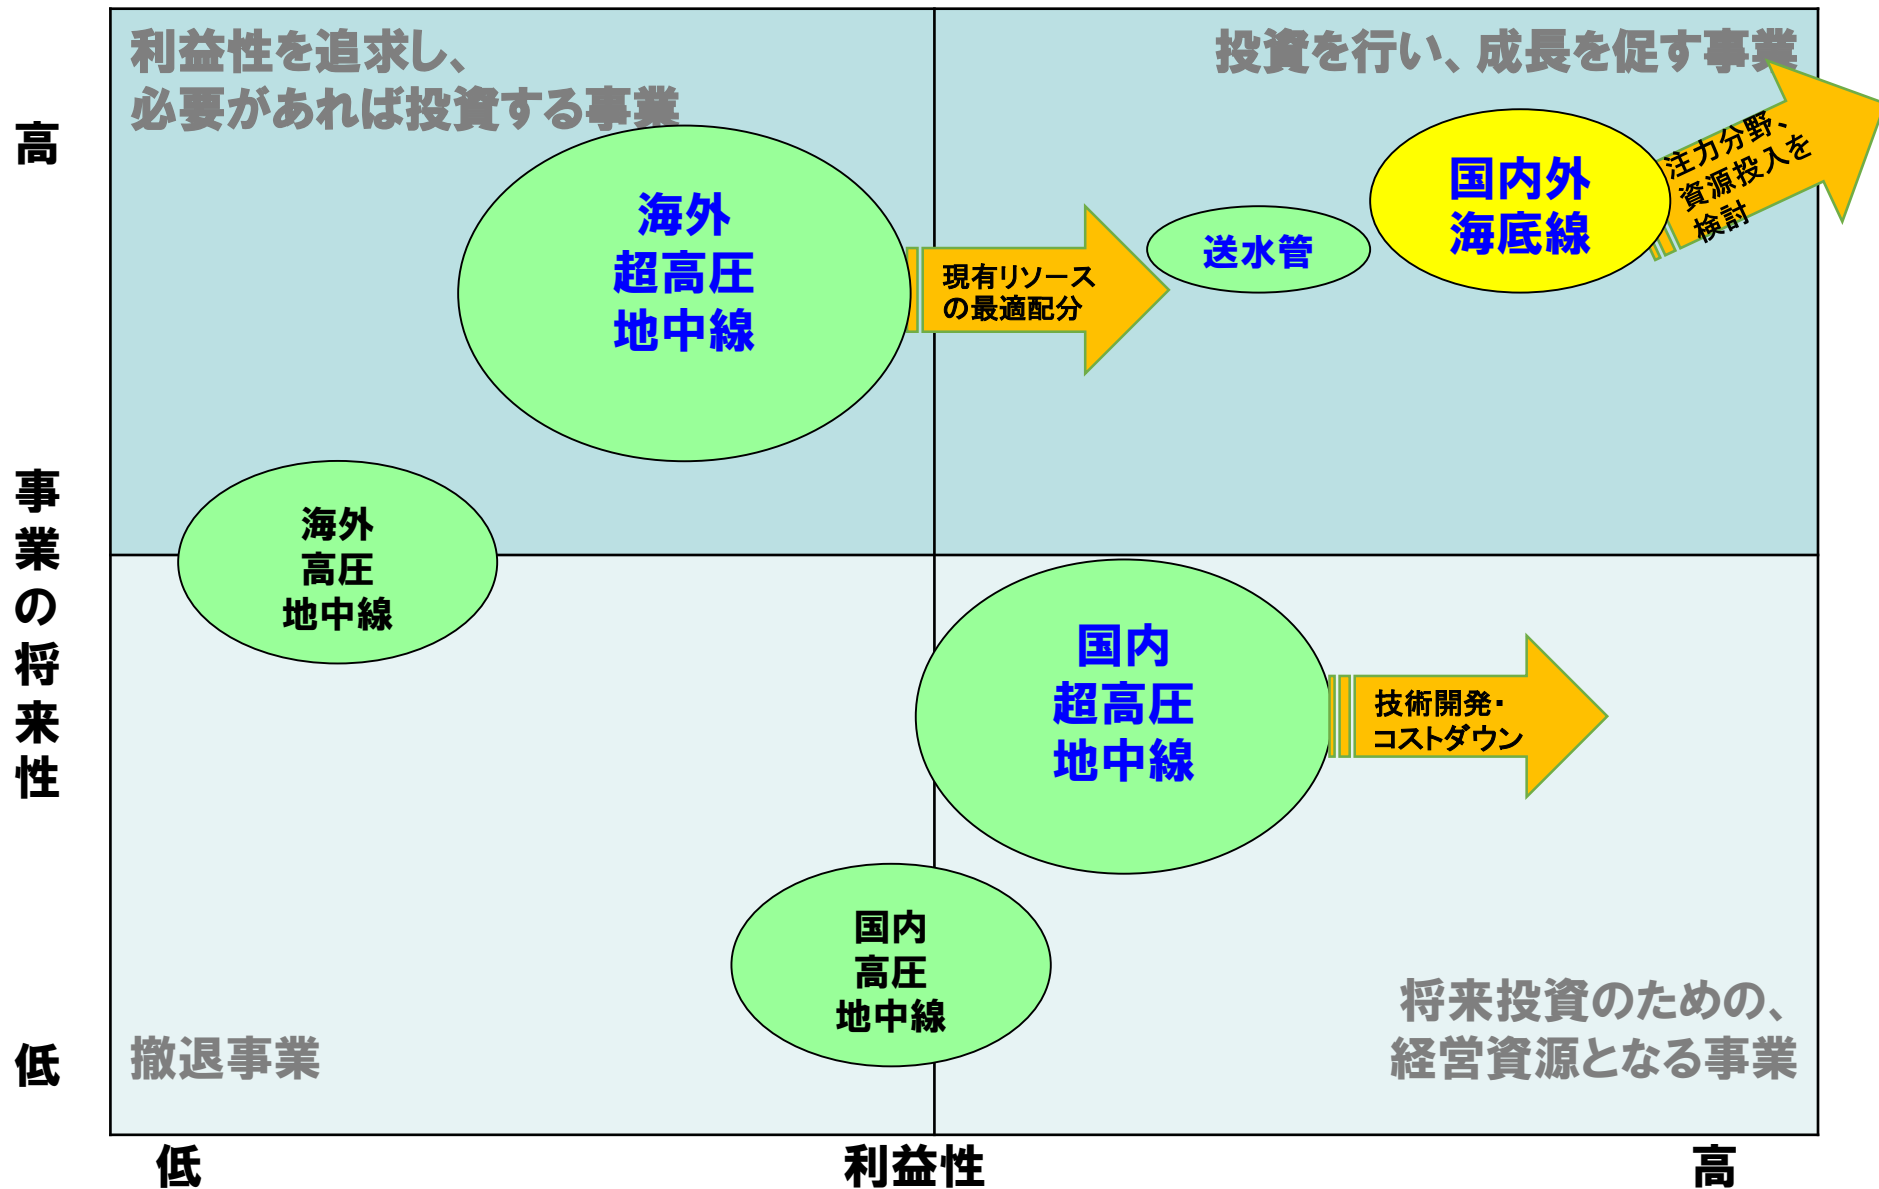 利益性を追求し、
必要があれば投資する事業
投資を行い、成長を促す事業
高
海外
超高圧
地中線
現有リソース
の最適配分
送水管
国内外
海底線
注力分野、
資源投入を
検討
事業の将来性
海外
高圧
地中線
国内
超高圧
地中線
技術開発・
コストダウン
国内
高圧
地中線
将来投資のための、
経営資源となる事業
撤退事業
低
低
利益性
高